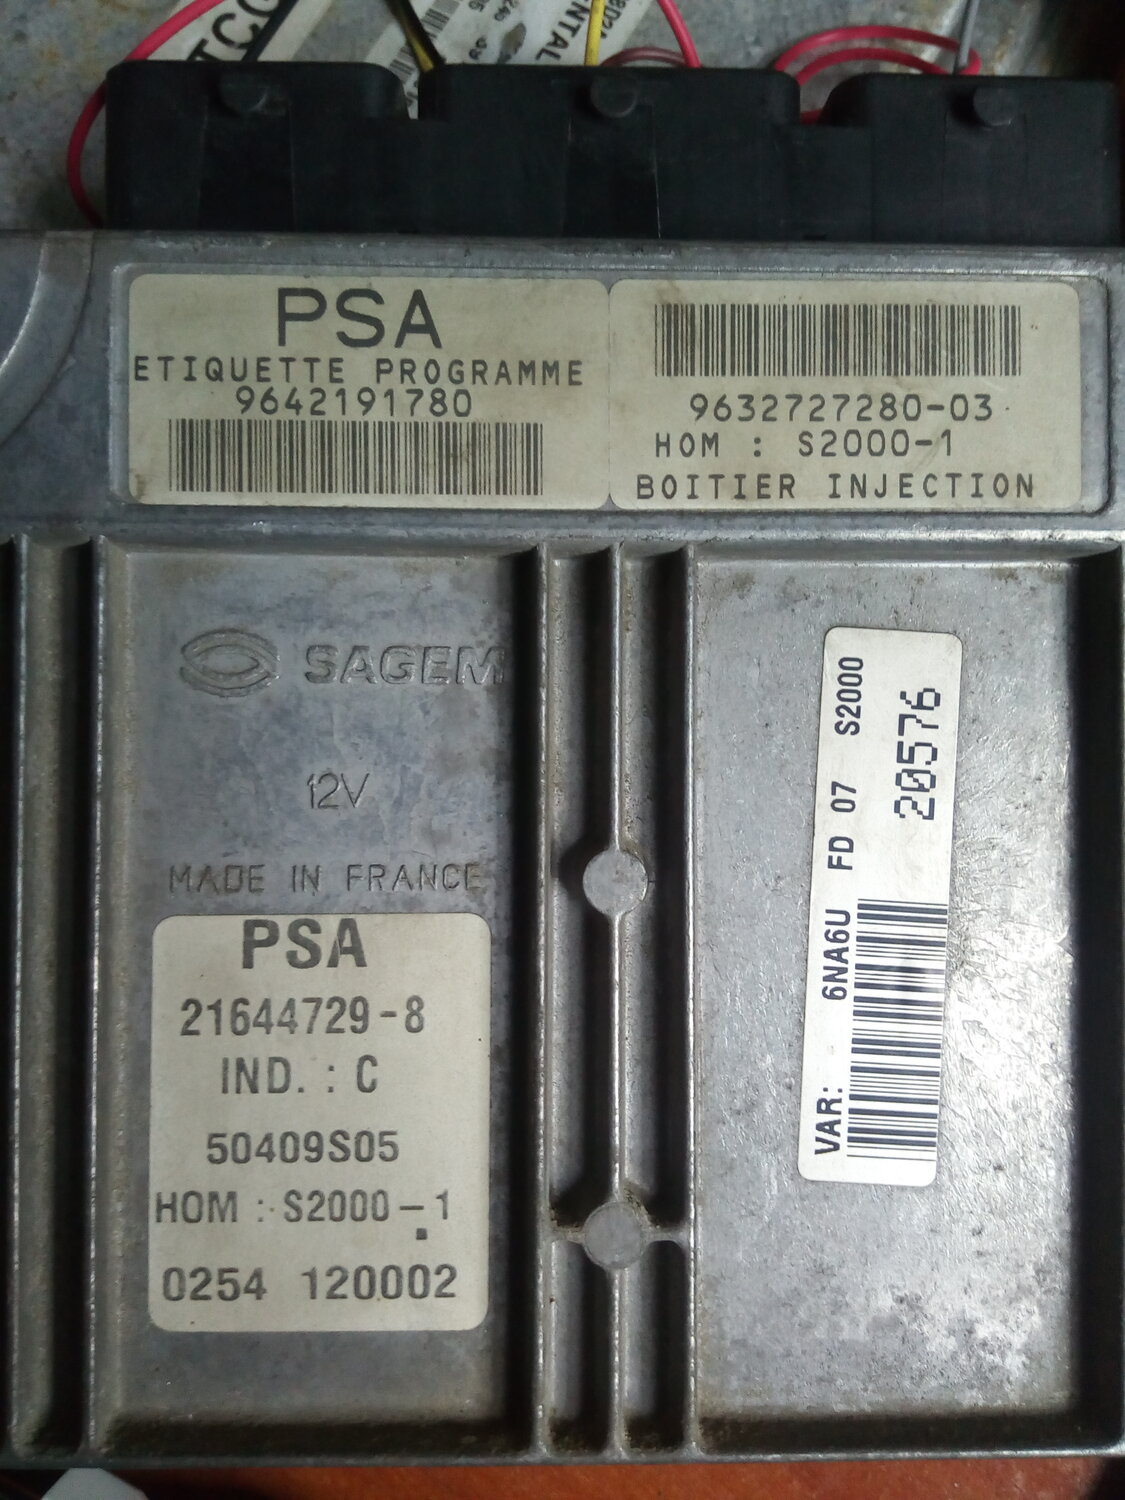 PSA
ETIQUETTE PROGRAMME
9642191780
9632727280-03
HOM : S2000-1
BOITIER INJECTION
SAGEM
12V
MADE IN FRANCE
PSA
21644729-8
IND. : C
50409S05
HOM : S2000-1
0254 120002
VAR: 6NA6U FD 07 S2000
20576